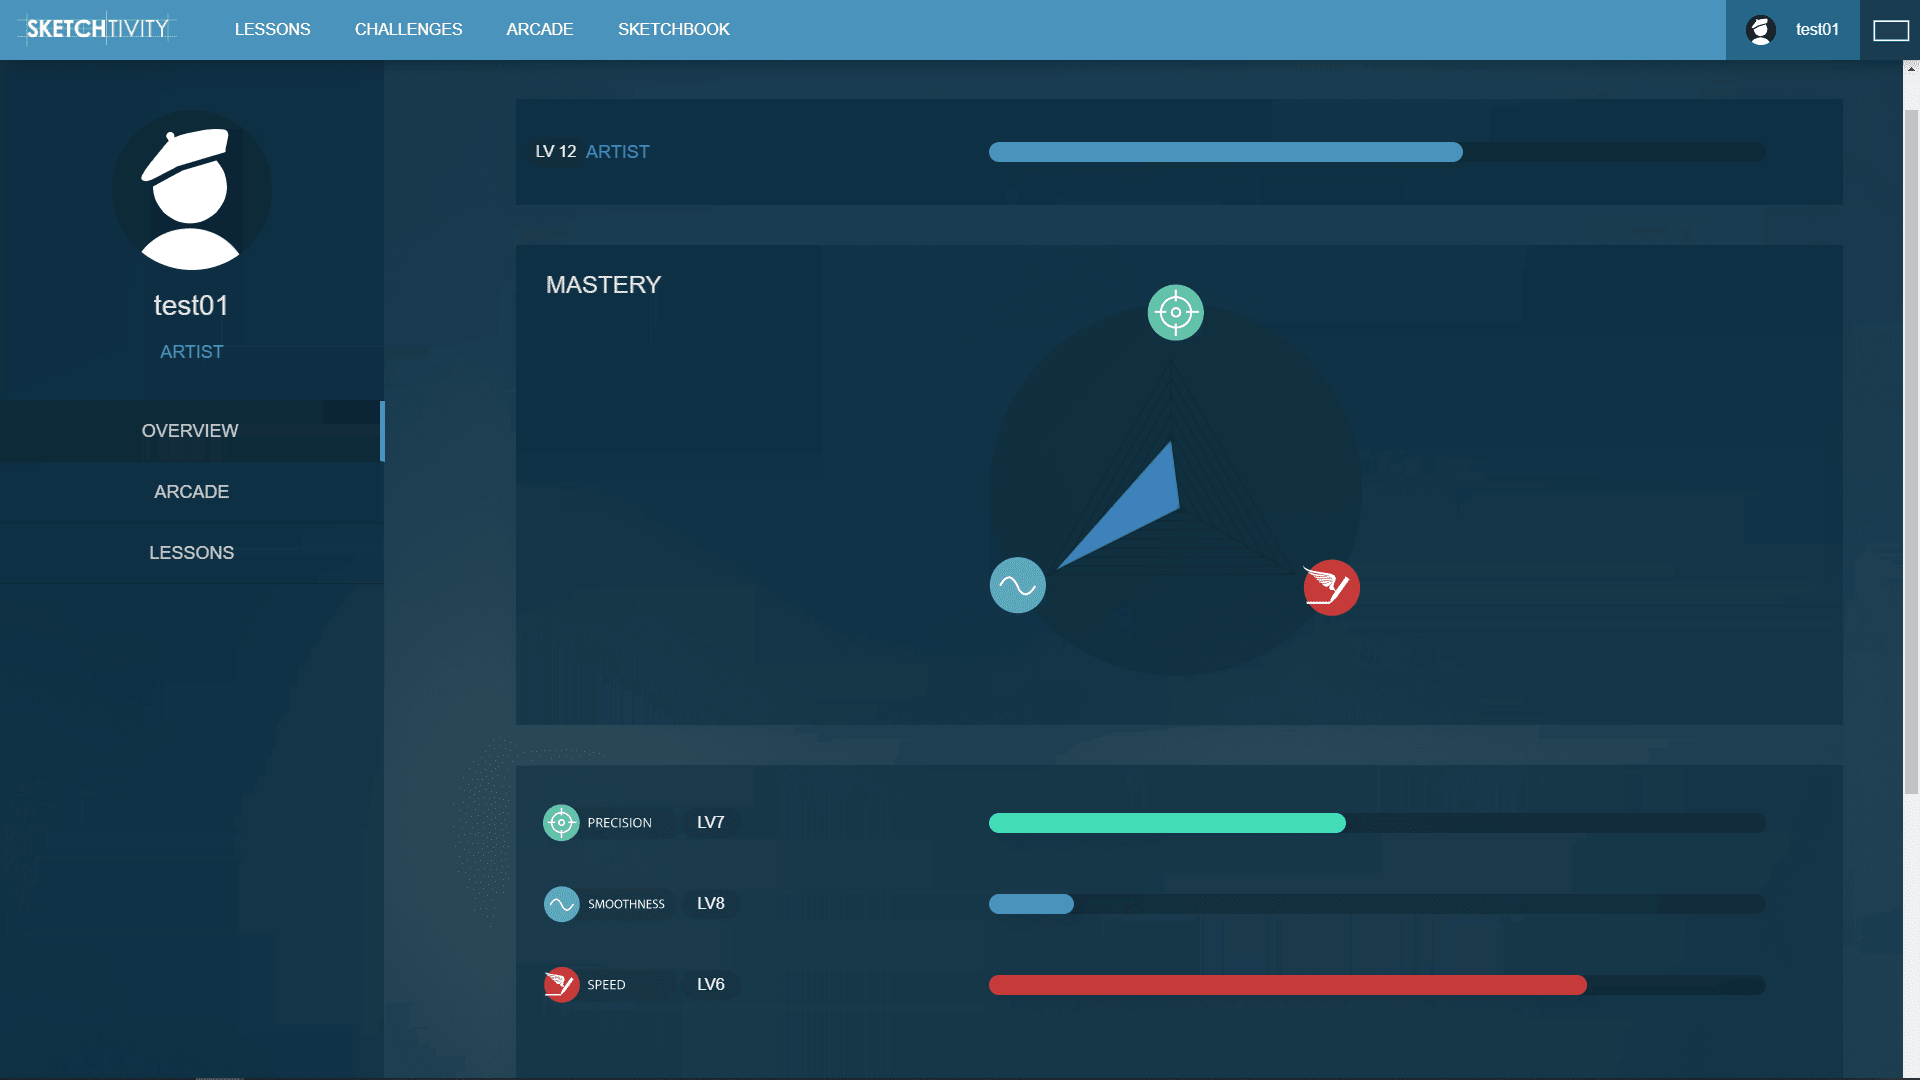 SKETCHTIVITY LESSONS CHALLENGES ARCADE SKETCHBOOK test01
test01
ARTIST
OVERVIEW
ARCADE
LESSONS
LV 12 ARTIST
MASTERY
PRECISION LV7
SMOOTHNESS LV8
SPEED LV6